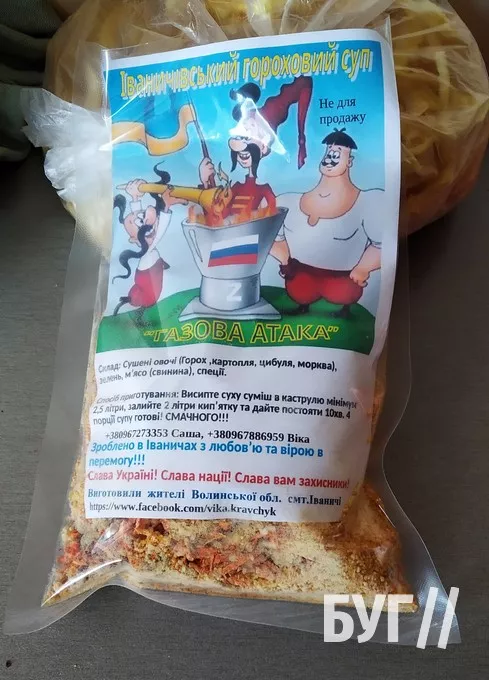 Іваничівський гороховий суп
Не для
продажу
2
"ГАЗОВА АТАКА"
Склад: Сушені овочі (Горох ,картопля, цибуля, морква),
зелень, м'ясо (свинина), спеції.
Спосіб приготування: Висипте суху суміш в каструлю мінімум
2,5 літри, залийте 2 літри кип'ятку та дайте постояти 10хв. 4
порції супу готові! СМАЧНОГО!!!
+380967273353 Саша, +380967886959 Віка
Зроблено в Іваничах з любов'ю та вірою в
перемогу!!!
Слава Україні! Слава нації! Слава вам захисники!
Виготовили жителі Волинської обл. смт.Іваничі
https://www.facebook.com/vika.kravchyk
БУГ//